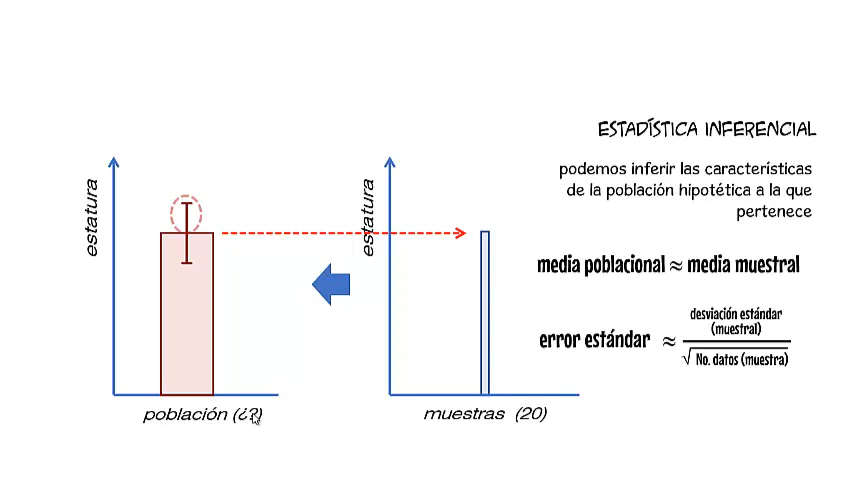 ESTADÍSTICA INFERENCIAL
podemos inferir las características
de la población hipotética a la que
pertenece
media poblacional ≈ media muestral
error estándar ≈ desviación estándar
(muestral)
√ No. datos (muestra)
estatura
población (¿?)
estatura
muestras (20)